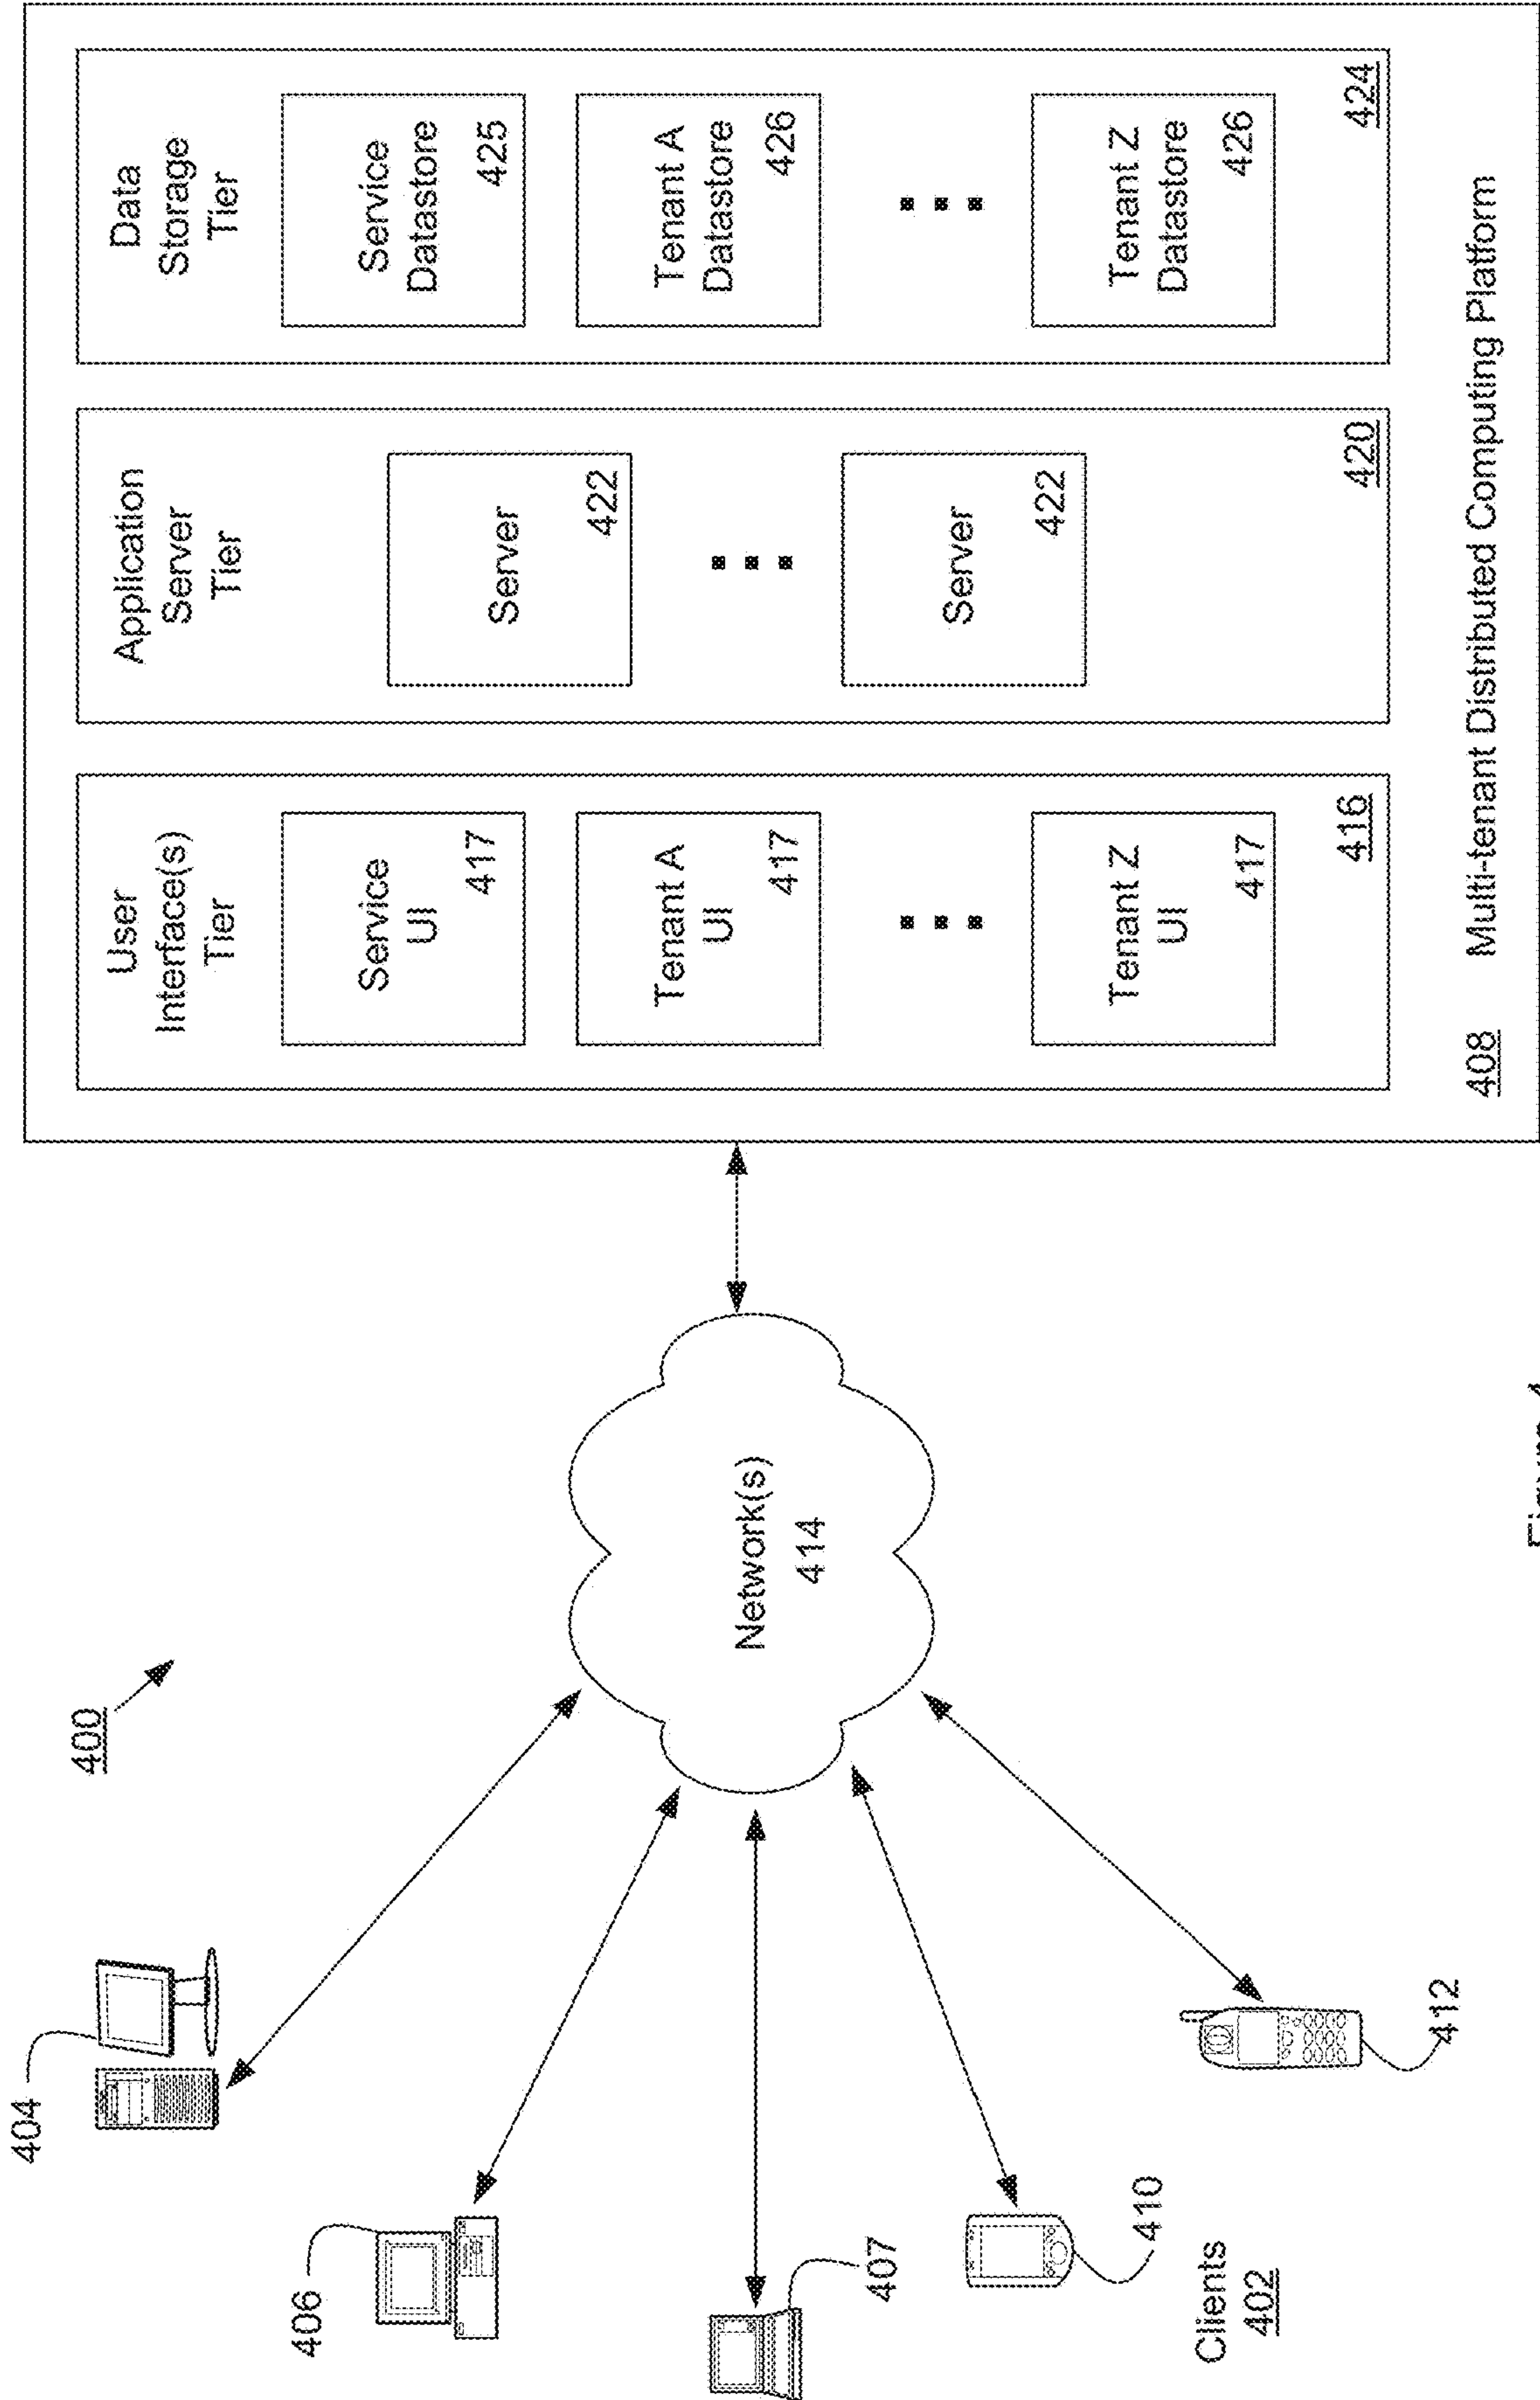 400
404
406
407
410
412
Clients
402
Network(s)
414
User
Interface(s)
Tier
Service
UI
417
Tenant A
UI
417
Tenant Z
UI
417
416
Application
Server
Tier
Server
422
Server
422
420
Data
Storage
Tier
Service
Datastore
425
Tenant A
Datastore
426
Tenant Z
Datastore
426
424
408 Multi-tenant Distributed Computing Platform